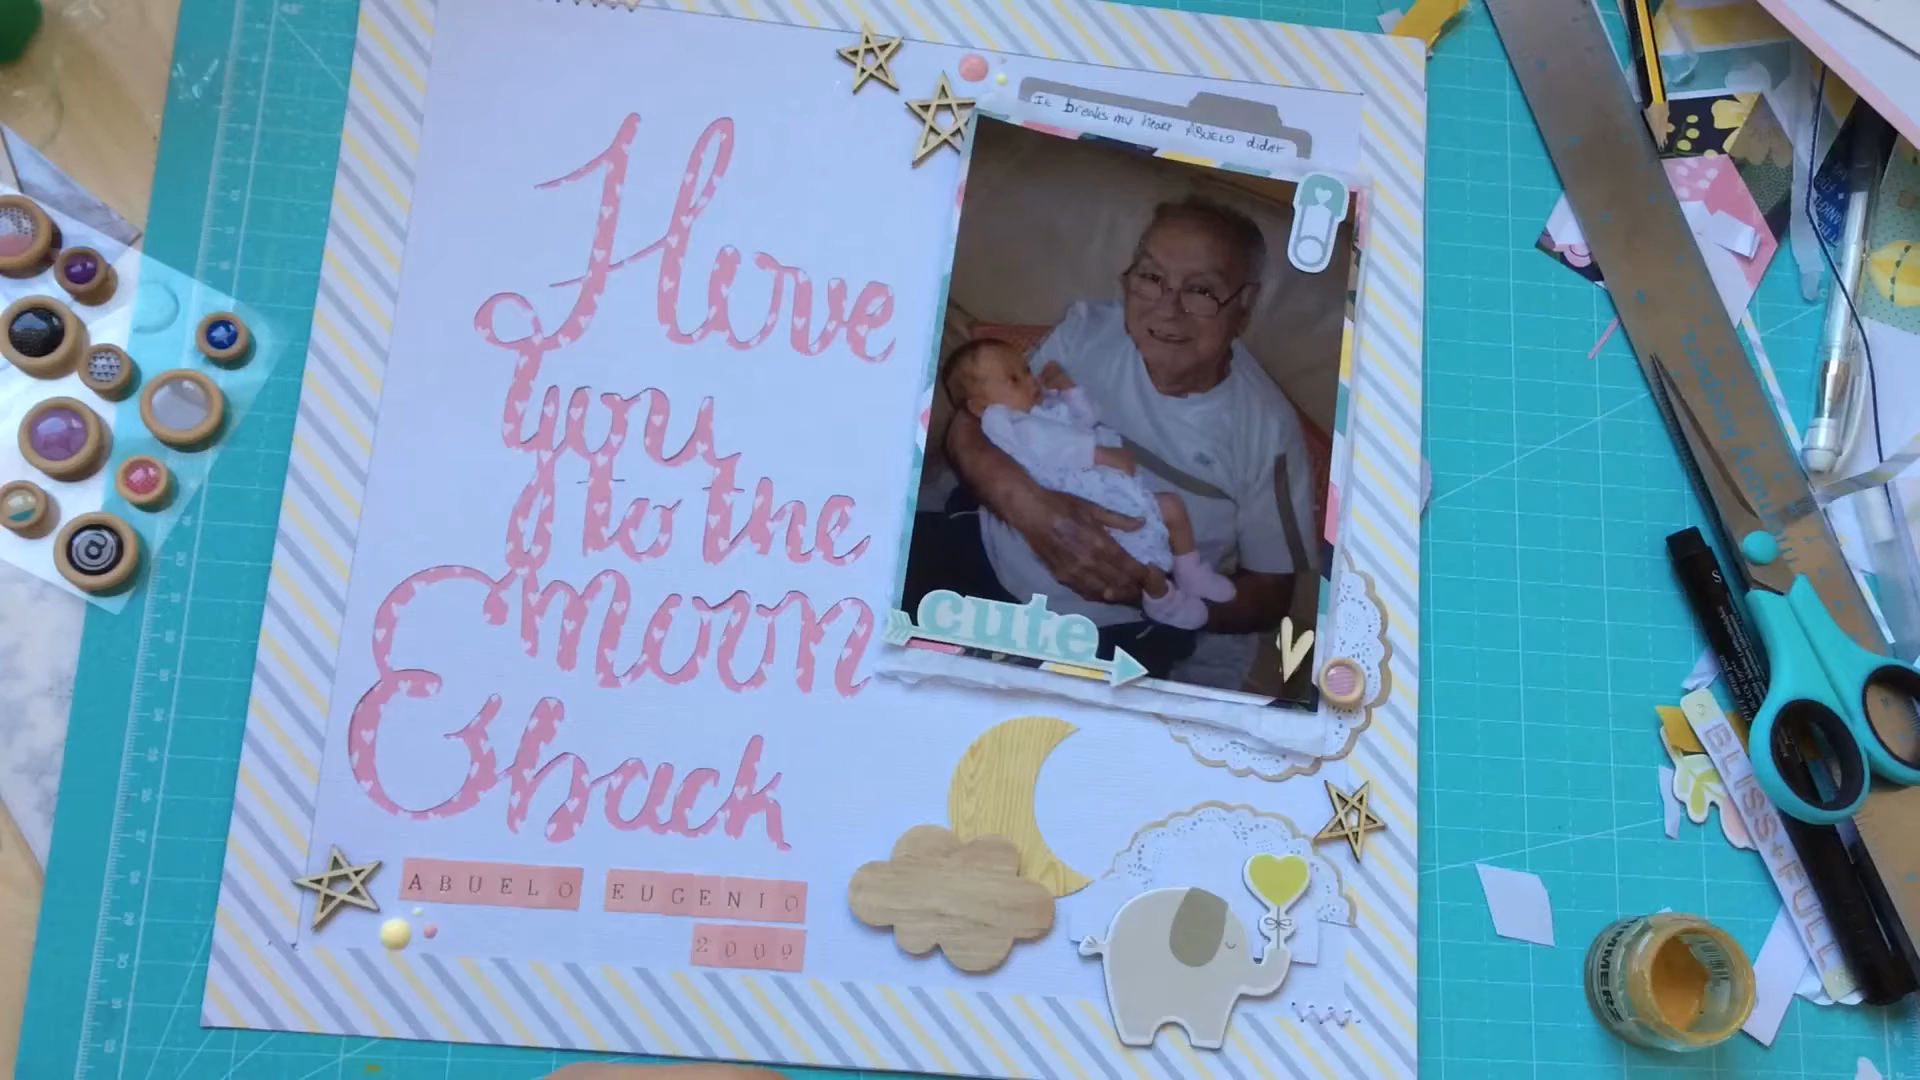 I love
you
to the
moon
& back
It breaks my heart ABUELO didn't
cute
ABUELO EUGENIO
2009
@
BLISS+FULL